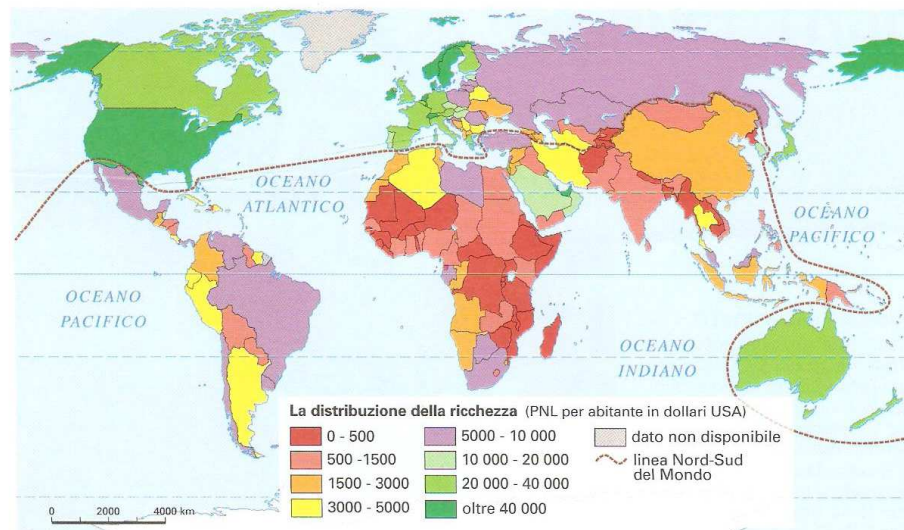 OCEANO
ATLANTICO
OCEANO
PACIFICO
OCEANO
PACIFICO
OCEANO
INDIANO
La distribuzione della ricchezza (PNL per abitante in dollari USA)
0 - 500
500 -1500
1500 - 3000
3000 - 5000
5000 - 10 000
10 000 - 20 000
20 000 - 40 000
oltre 40 000
dato non disponibile
linea Nord-Sud
del Mondo
0 2000 4000 km